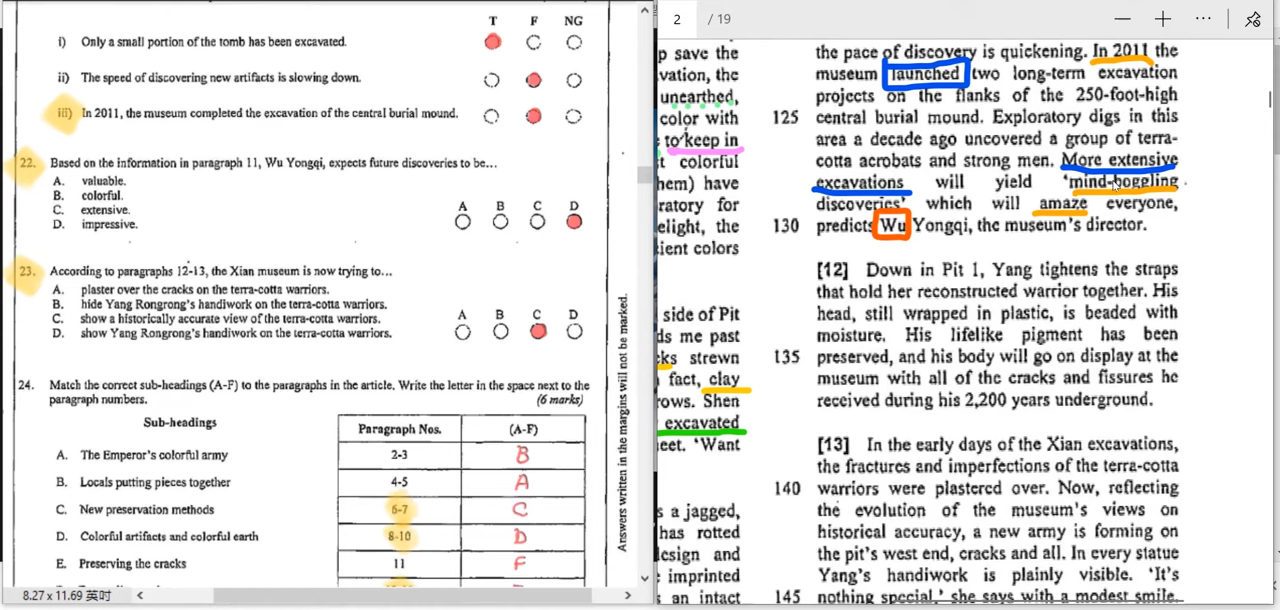 T F NG
i) Only a small portion of the tomb has been excavated.
ii) The speed of discovering new artifacts is slowing down.
iii) In 2011, the museum completed the excavation of the central burial mound.
22. Based on the information in paragraph 11, Wu Yongqi, expects future discoveries to be...
A. valuable.
B. colorful.
C. extensive.
D. impressive.
A B C D
23. According to paragraphs 12-13, the Xian museum is now trying to...
A. plaster over the cracks on the terra-cotta warriors.
B. hide Yang Rongrong's handiwork on the terra-cotta warriors.
C. show a historically accurate view of the terra-cotta warriors.
D. show Yang Rongrong's handiwork on the terra-cotta warriors.
A B C D
24. Match the correct sub-headings (A-F) to the paragraphs in the article. Write the letter in the space next to the
paragraph numbers. (6 marks)
Sub-headings
Paragraph Nos. (A-F)
A. The Emperor's colorful army 2-3 B
B. Locals putting pieces together 4-5 A
C. New preservation methods 6-7 C
D. Colorful artifacts and colorful earth 8-10 D
E. Preserving the cracks 11 F
Answers written in the margins will not be marked.
8.27 x 11.69 英吋
2 / 19
p save the
vation, the
unearthed,
color with
to keep in
t colorful
hem) have
ratory for
elight, the
ient colors
side of Pit
ds me past
cks strewn
fact, clay
rows. Shen
excavated
eet. 'Want
s a jagged,
has rotted
esign and
imprinted
an intact
the pace of discovery is quickening. In 2011 the
museum launched two long-term excavation
projects on the flanks of the 250-foot-high
125 central burial mound. Exploratory digs in this
area a decade ago uncovered a group of terra-
cotta acrobats and strong men. More extensive
excavations will yield 'mind-boggling
discoveries' which will amaze everyone,
130 predicts Wu Yongqi, the museum's director.
[12] Down in Pit 1, Yang tightens the straps
that hold her reconstructed warrior together. His
head, still wrapped in plastic, is beaded with
moisture. His lifelike pigment has been
135 preserved, and his body will go on display at the
museum with all of the cracks and fissures he
received during his 2,200 years underground.
[13] In the early days of the Xian excavations,
the fractures and imperfections of the terra-cotta
140 warriors were plastered over. Now, reflecting
the evolution of the museum's views on
historical accuracy, a new army is forming on
the pit's west end, cracks and all. In every statue
Yang's handiwork is plainly visible. 'It's
145 nothing special,' she says with a modest smile.